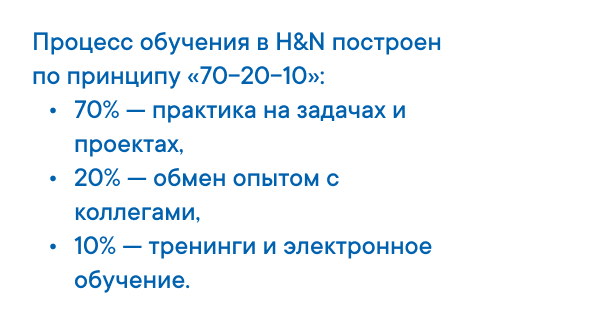 Процесс обучения в H&N построен
по принципу «70–20–10»:
• 70% — практика на задачах и
проектах,
• 20% — обмен опытом с
коллегами,
• 10% — тренинги и электронное
обучение.